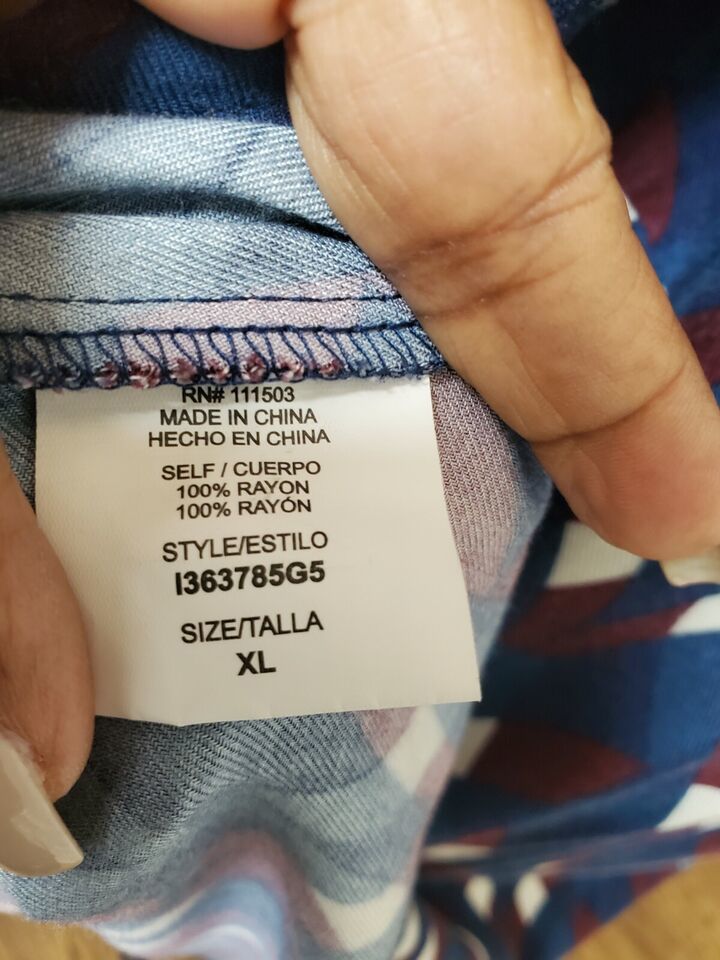 RN# 111503
MADE IN CHINA
HECHO EN CHINA
SELF / CUERPO
100% RAYON
100% RAYÓN
STYLE/ESTILO
I363785G5
SIZE/TALLA
XL